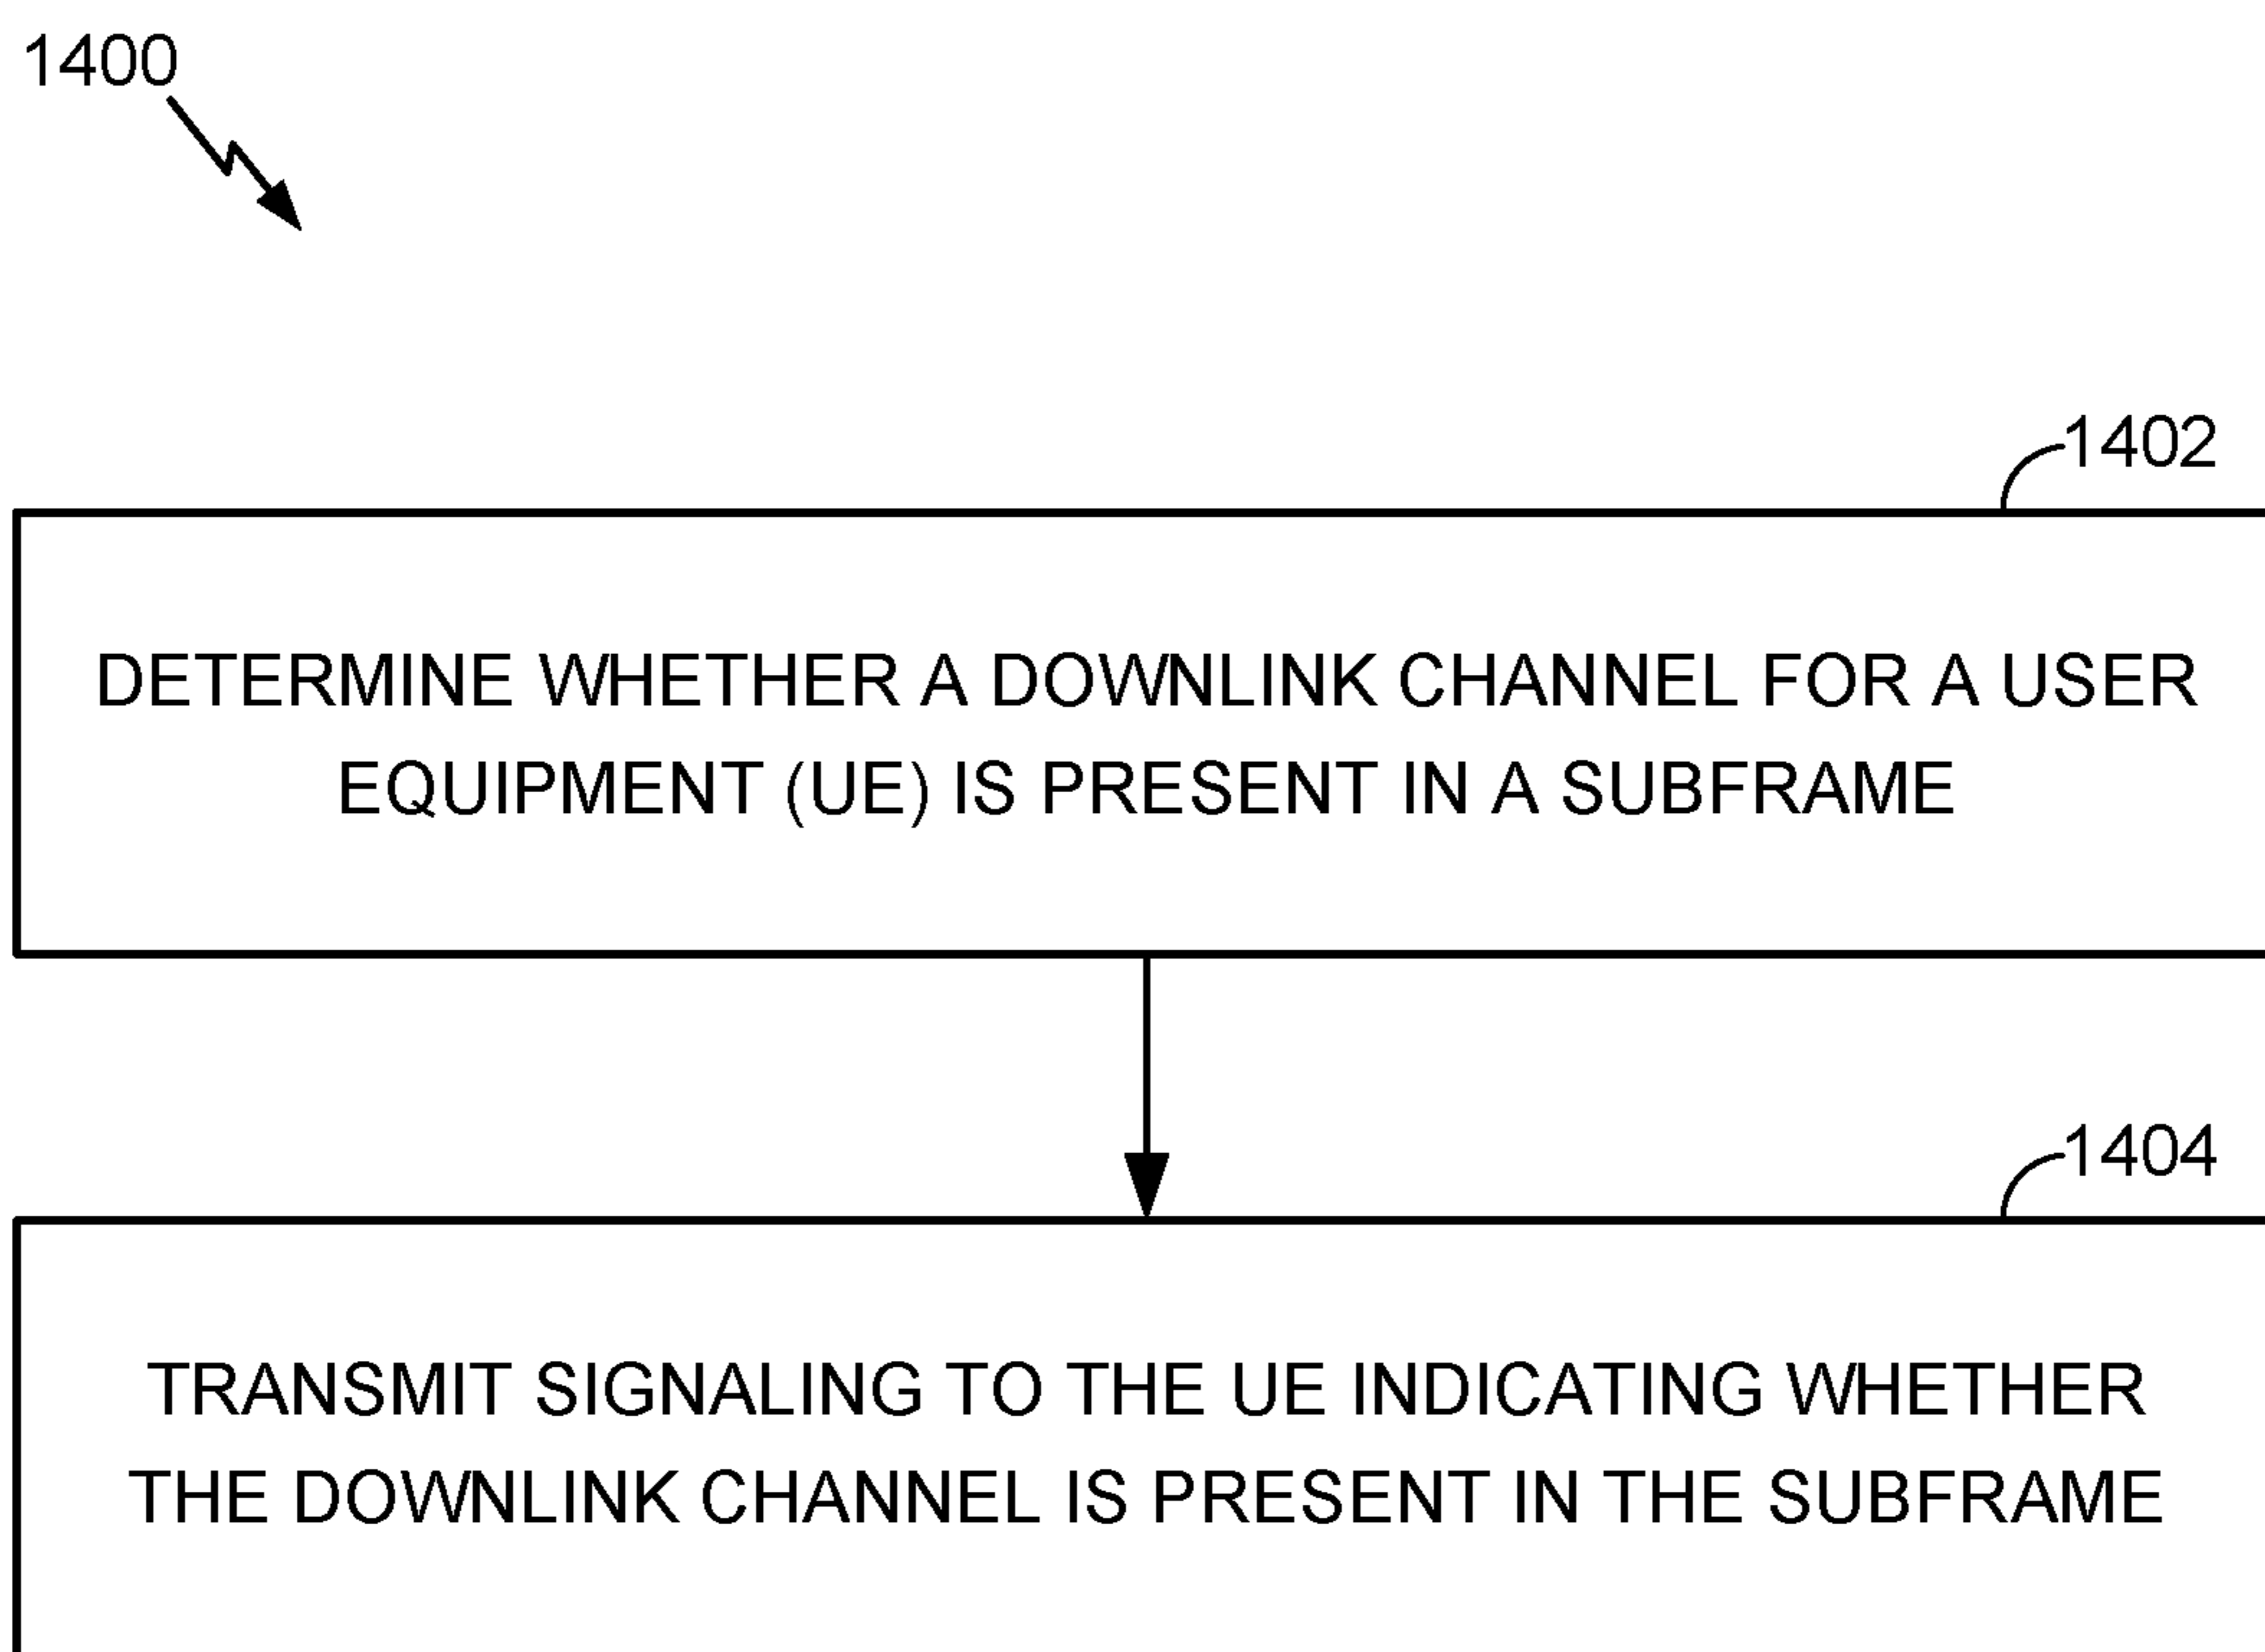 1400
1402
DETERMINE WHETHER A DOWNLINK CHANNEL FOR A USER
EQUIPMENT (UE) IS PRESENT IN A SUBFRAME
1404
TRANSMIT SIGNALING TO THE UE INDICATING WHETHER
THE DOWNLINK CHANNEL IS PRESENT IN THE SUBFRAME